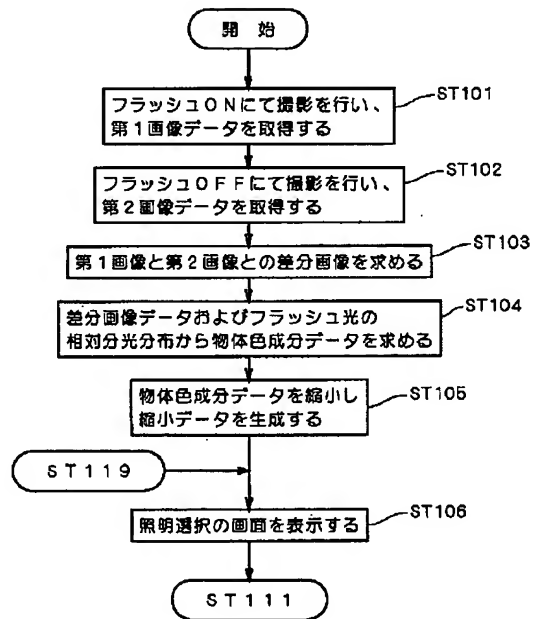 開 始
フラッシュONにて撮影を行い、
第1画像データを取得する
ST101
フラッシュOFFにて撮影を行い、
第2画像データを取得する
ST102
第1画像と第2画像との差分画像を求める
ST103
差分画像データおよびフラッシュ光の
相対分光分布から物体色成分データを求める
ST104
物体色成分データを縮小し
縮小データを生成する
ST105
ST119
照明選択の画面を表示する
ST106
ST111